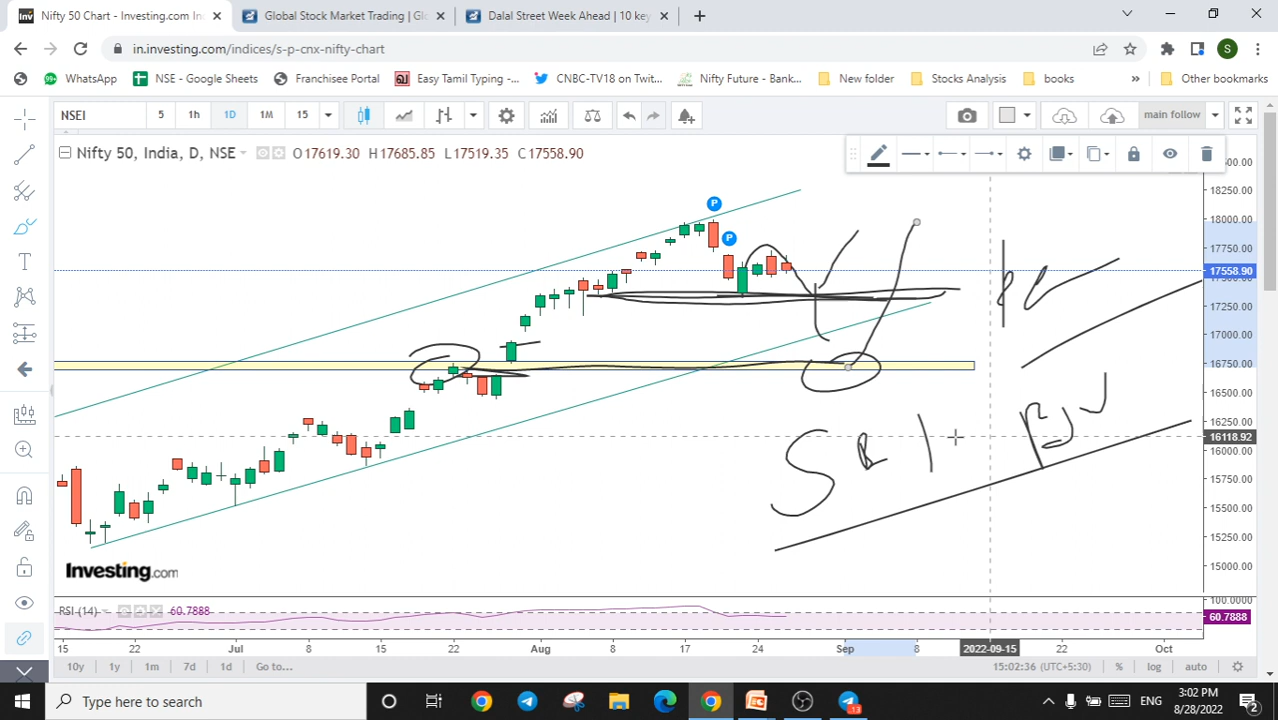 Nifty 50 Chart - Investing.com In
Global Stock Market Trading | Glo
Dalal Street Week Ahead | 10 key
in.investing.com/indices/s-p-cnx-nifty-chart
S
99+ WhatsApp
NSE - Google Sheets
Franchisee Portal
Easy Tamil Typing -...
CNBC-TV18 on Twit...
Nifty Future - Bank...
New folder
Stocks Analysis
books
»
Other bookmarks
NSEI 5 1h 1D 1M 15 main follow
Nifty 50, India, D, NSE O17619.30 H17685.85 L17519.35 C17558.90
P
P
18250.00
18000.00
17750.00
17558.90
17250.00
17000.00
16750.00
16500.00
16250.00
16118.92
16000.00
15750.00
15500.00
15250.00
15000.00
Investing.com
RSI (14) 60.7888
100.0000
60.7888
15 22 Jul 8 15 22 Aug 8 17 24 Sep 8 2022-09-15 22 Oct
10y 1y 1m 7d 1d Go to... 15:02:36 (UTC+5:30) % log auto
Type here to search
13
3:02 PM
8/28/2022
2